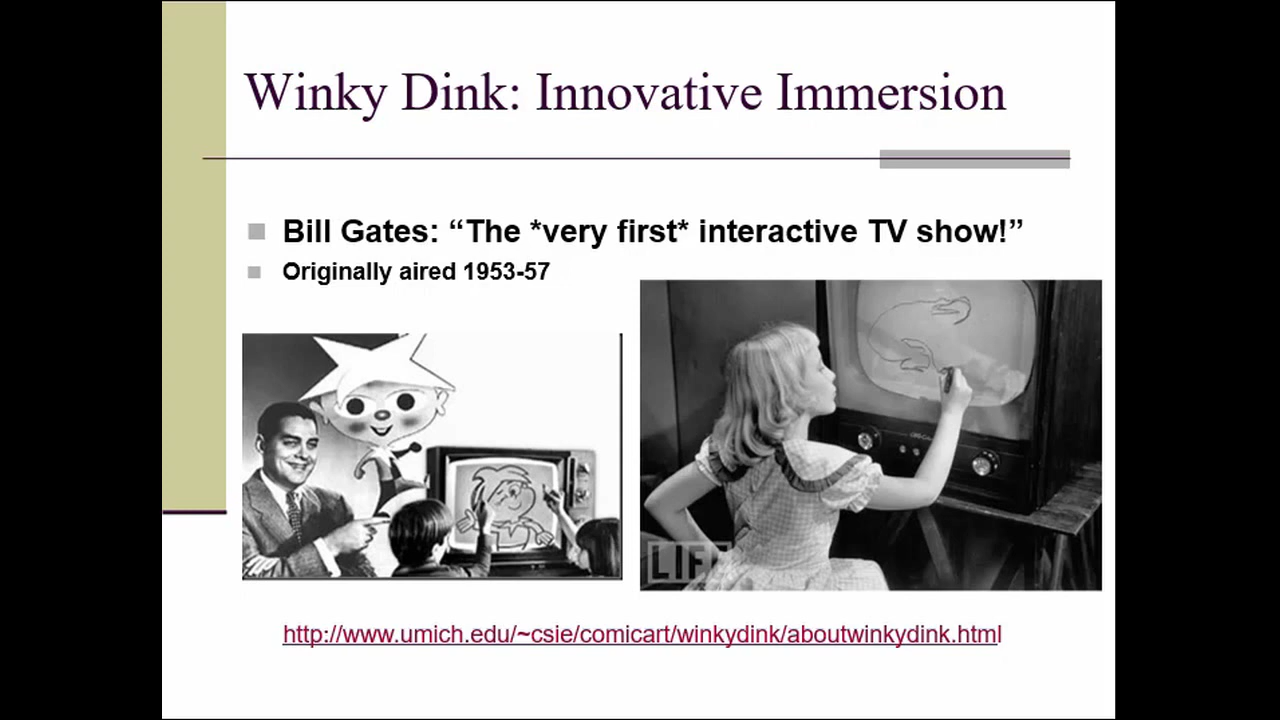 Winky Dink: Innovative Immersion
Bill Gates: “The *very first* interactive TV show!”
Originally aired 1953-57
LIFE
http://www.umich.edu/~csie/comicart/winkydink/aboutwinkydink.html